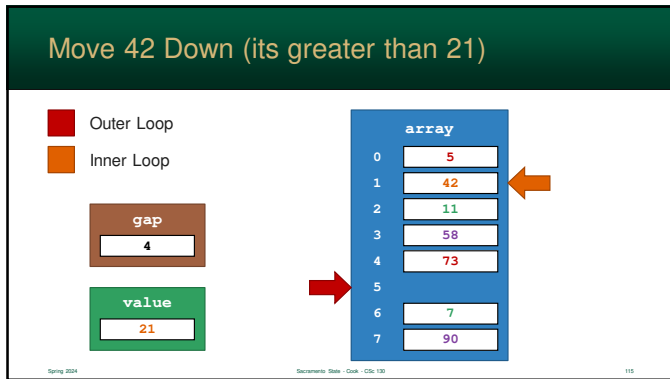 Move 42 Down (its greater than 21)
Outer Loop
Inner Loop
gap
4
value
21
array
0 5
1 42
2 11
3 58
4 73
5
6 7
7 90
Spring 2024 Sacramento State - Cook - CSc 130 115